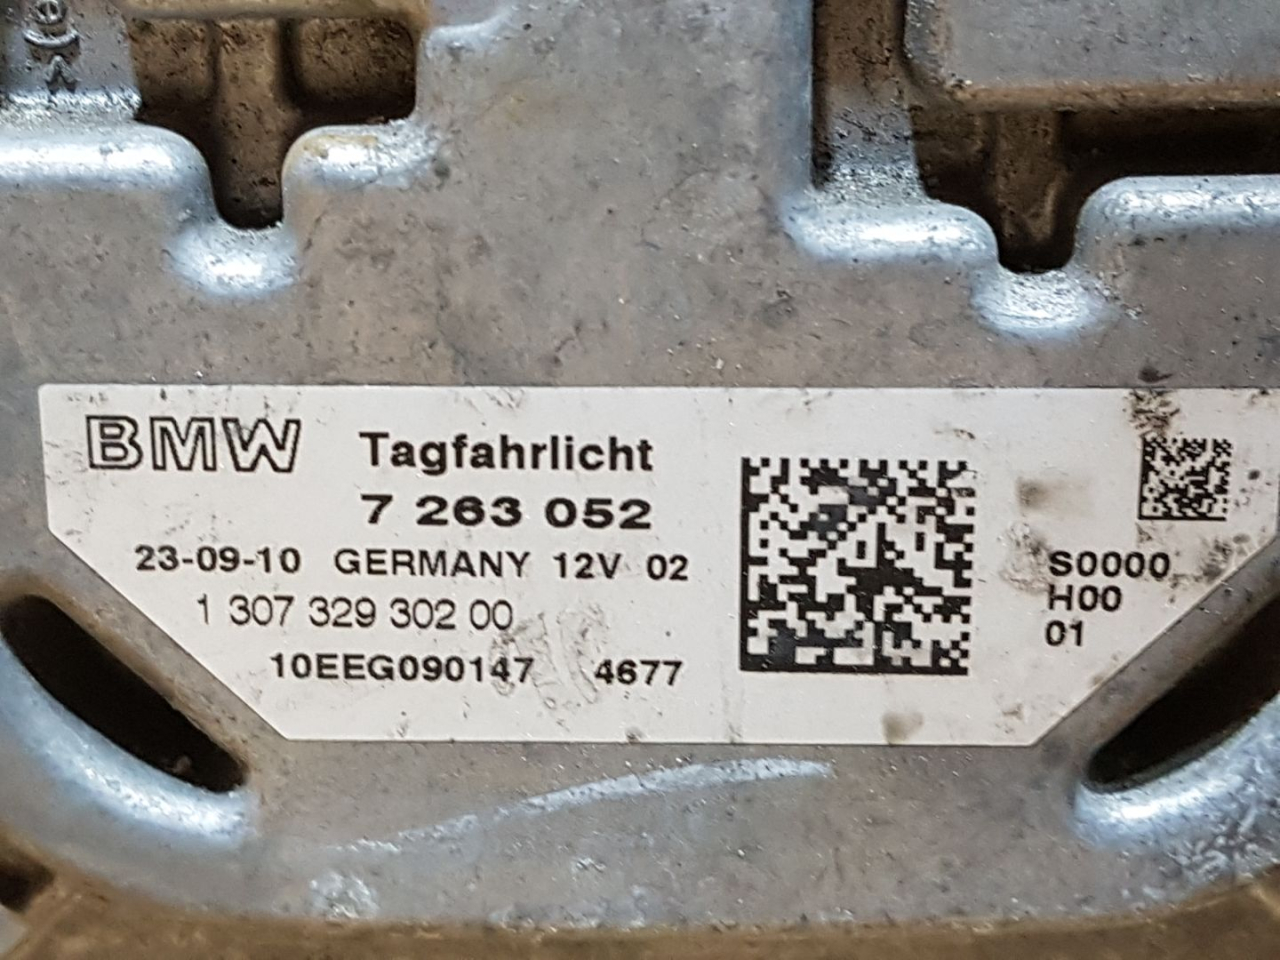 BMW Tagfahrlicht
7 263 052
23-09-10 GERMANY 12V 02
1 307 329 302 00
10EEG090147 4677
S0000
H00
01